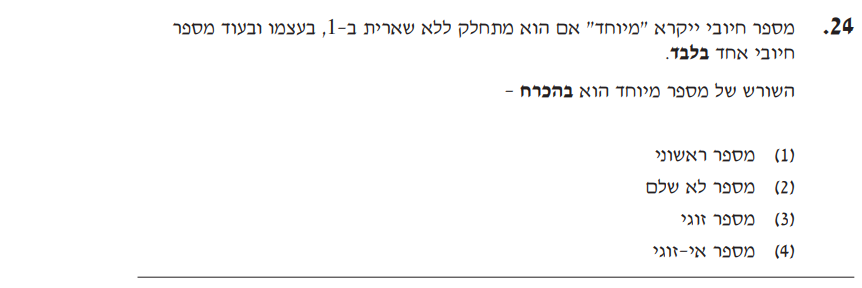 24. מספר חיובי ייקרא "מיוחד" אם הוא מתחלק ללא שארית ב-1, בעצמו ובעוד מספר
חיובי אחד בלבד.
השורש של מספר מיוחד הוא בהכרח -
(1) מספר ראשוני
(2) מספר לא שלם
(3) מספר זוגי
(4) מספר אי-זוגי